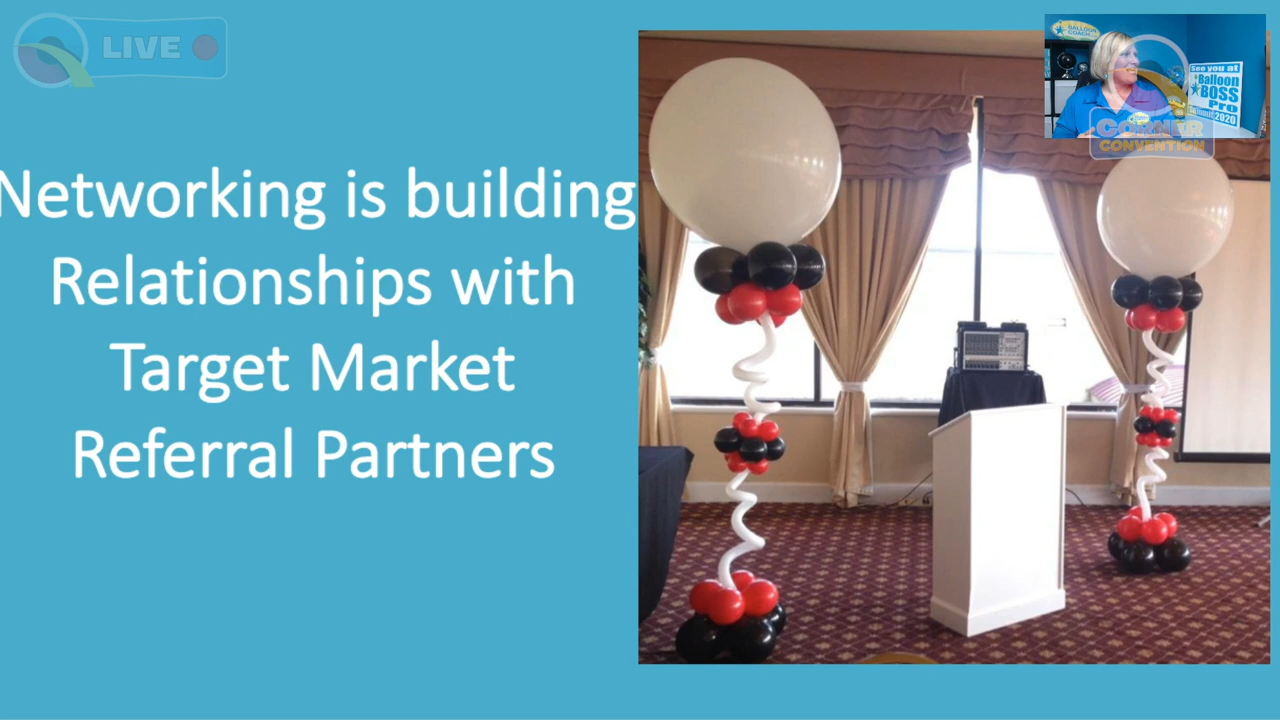 LIVE
Networking is building
Relationships with
Target Market
Referral Partners
BALLOON
COACH
See you at
Balloon
BOSS
Pro
Summit 2020
CORNER
CONVENTION